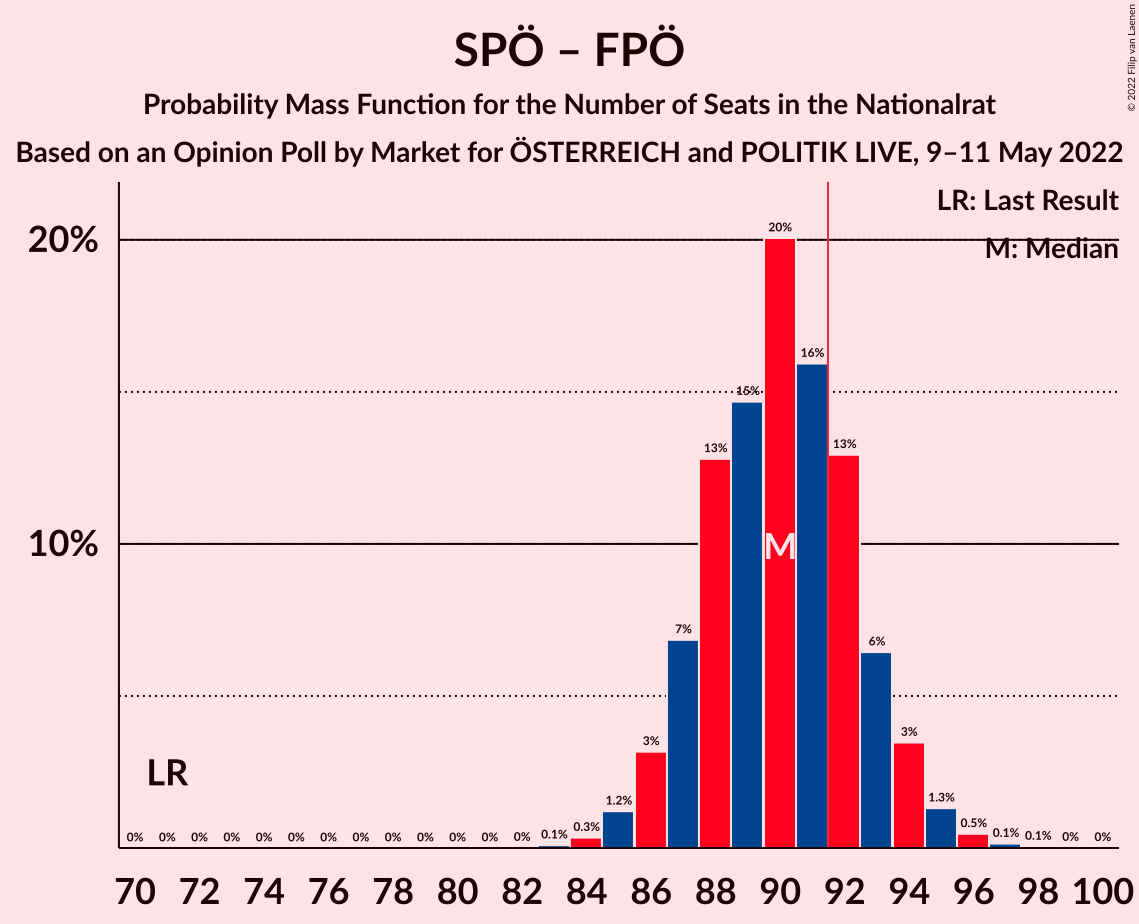 SPÖ – FPÖ
Probability Mass Function for the Number of Seats in the Nationalrat
Based on an Opinion Poll by Market for ÖSTERREICH and POLITIK LIVE, 9–11 May 2022
© 2022 Filip van Laenen
LR: Last Result
M: Median
20%
10%
20%
16%
15%
13%
13%
M
7%
6%
3%
3%
LR
1.2%
1.3%
0% 0% 0% 0% 0% 0% 0% 0% 0% 0% 0% 0% 0% 0.1% 0.3% 0.5% 0.1% 0.1% 0% 0%
70 72 74 76 78 80 82 84 86 88 90 92 94 96 98 100